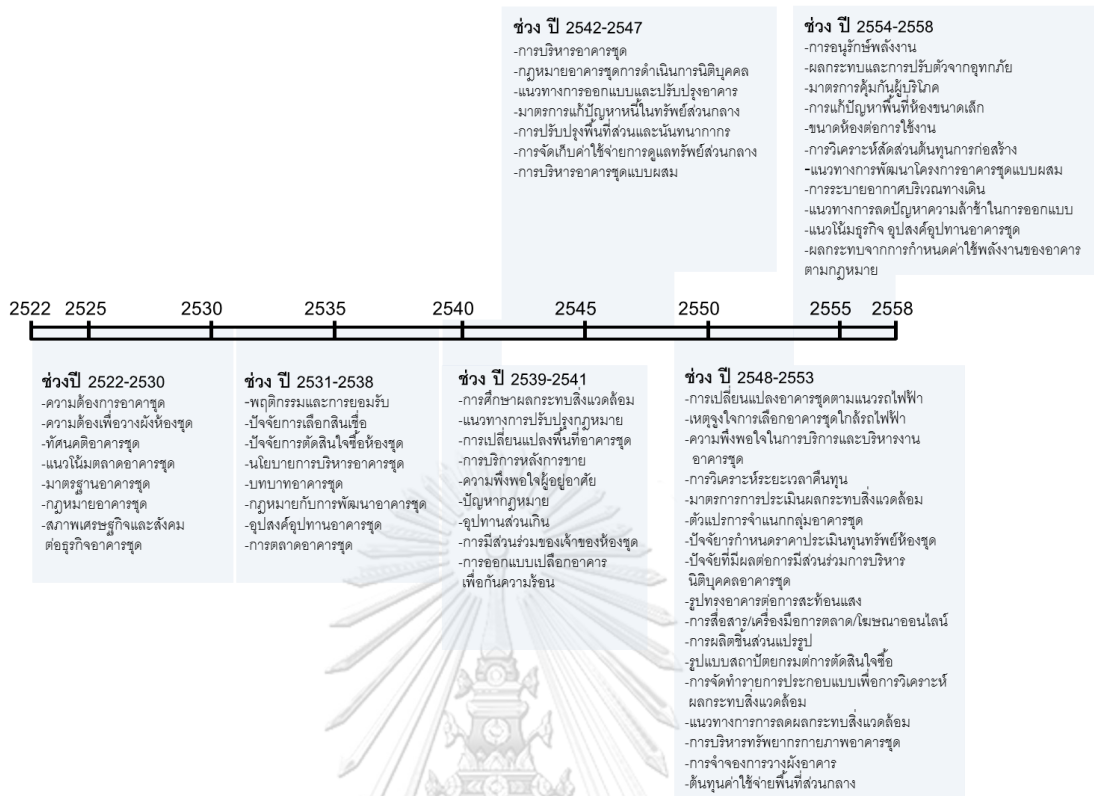 ช่วง ปี 2542-2547
-การบริหารอาคารชุด
-กฎหมายอาคารชุดการดำเนินการนิติบุคคล
-แนวทางการออกแบบและปรับปรุงอาคาร
-มาตรการแก้ปัญหาหนี้ในทรัพย์ส่วนกลาง
-การปรับปรุงพื้นที่ส่วนและนันทนากากร
-การจัดเก็บค่าใช้จ่ายการดูแลทรัพย์ส่วนกลาง
-การบริหารอาคารชุดแบบผสม
ช่วง ปี 2554-2558
-การอนุรักษ์พลังงาน
-ผลกระทบและการปรับตัวจากอุทกภัย
-มาตรการคุ้มกันผู้บริโภค
-การแก้ปัญหาพื้นที่ห้องขนาดเล็ก
-ขนาดห้องต่อการใช้งาน
-การวิเคราะห์สัดส่วนต้นทุนการก่อสร้าง
-แนวทางการพัฒนาโครงการอาคารชุดแบบผสม
-การระบายอากาศบริเวณทางเดิน
-แนวทางการลดปัญหาความล้าช้าในการออกแบบ
-แนวโน้มธุรกิจ อุปสงค์อุปทานอาคารชุด
-ผลกระทบจากการกำหนดค่าใช้พลังงานของอาคาร
ตามกฎหมาย
2522 2525 2530 2535 2540 2545 2550 2555 2558
ช่วงปี 2522-2530
-ความต้องการอาคาชุด
-ความต้องเพื่อวางผังห้องชุด
-ทัศนคติอาคารชุด
-แนวโน้มตลาดอาคารชุด
-มาตรฐานอาคารชุด
-กฎหมายอาคารชุด
-สภาพเศรษฐกิจและสังคม
ต่อธุรกิจอาคารชุด
ช่วง ปี 2531-2538
-พฤติกรรมและการยอมรับ
-ปัจจัยการเลือกสินเชื่อ
-ปัจจัยการตัดสินใจซื้อห้องชุด
-นโยบายการบริหารอาคารชุด
-บทบาทอาคารชุด
-กฎหมายกับการพัฒนาอาคารชุด
-อุปสงค์อุปทานอาคารชุด
-การตลาดอาคารชุด
ช่วง ปี 2539-2541
-การศึกษาผลกระทบสิ่งแวดล้อม
-แนวทางการปรับปรุงกฎหมาย
-การเปลี่ยนแปลงพื้นที่อาคารชุด
-การบริการหลังการขาย
-ความพึงพอใจผู้อยู่อาศัย
-ปัญหากฎหมาย
-อุปทานส่วนเกิน
-การมีส่วนร่วมของเจ้าของห้องชุด
-การออกแบบเปลือกอาคาร
เพื่อกันความร้อน
ช่วง ปี 2548-2553
-การเปลี่ยนแปลงอาคารชุดตามแนวรถไฟฟ้า
-เหตุจูงใจการเลือกอาคารชุดใกล้รถไฟฟ้า
-ความพึงพอใจในการบริการและบริหารงาน
อาคารชุด
-การวิเคราะห์ระยะเวลาคืนทุน
-มาตรการการประเมินผลกระทบสิ่งแวดล้อม
-ตัวแปรการจำแนกกลุ่มอาคารชุด
-ปัจจัยารกำหนดราคาประเมินทุนทรัพย์ห้องชุด
-ปัจจัยที่มีผลต่อการมีส่วนร่วมการบริหาร
นิติบุคคลอาคารชุด
-รูปทรงอาคารต่อการสะท้อนแสง
-การสื่อสาร/เครื่องมือการตลาด/โฆษณาออนไลน์
-การผลิตชิ้นส่วนแปรรูป
-รูปแบบสถาปัตยกรมต่การตัดสินใจซื้อ
-การจัดทำรายการประกอบแบบเพื่อการวิเคราะห์
ผลกระทบสิ่งแวดล้อม
-แนวทางการการลดผลกระทบสิ่งแวดล้อม
-การบริหารทรัพยากรกายภาพอาคารชุด
-การจำจองการวางผังอาคาร
-ต้นทุนค่าใช้จ่ายพื้นที่ส่วนกลาง